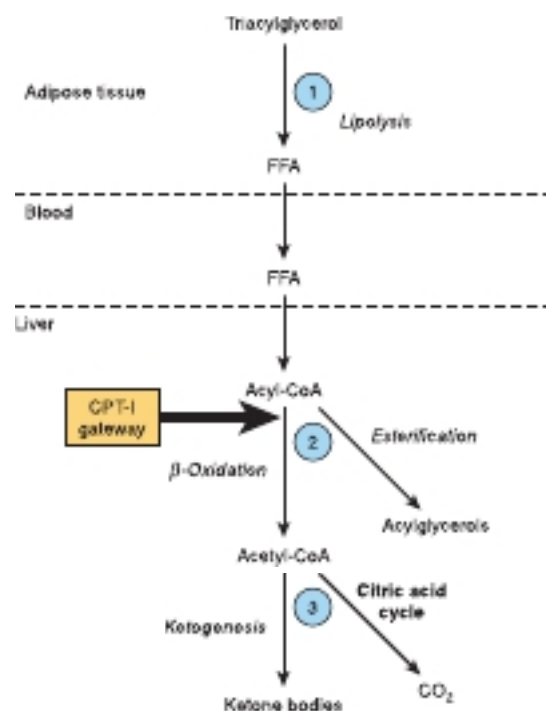 Triacylglycerol
Adipose tissue
1
Lipolysis
FFA
Blood
FFA
Liver
Acyl-CoA
CPT-I
gateway
2
Esterification
β-Oxidation
Acylglycerols
Acetyl-CoA
Citric acid
cycle
3
Ketogenesis
CO₂
Ketone bodies